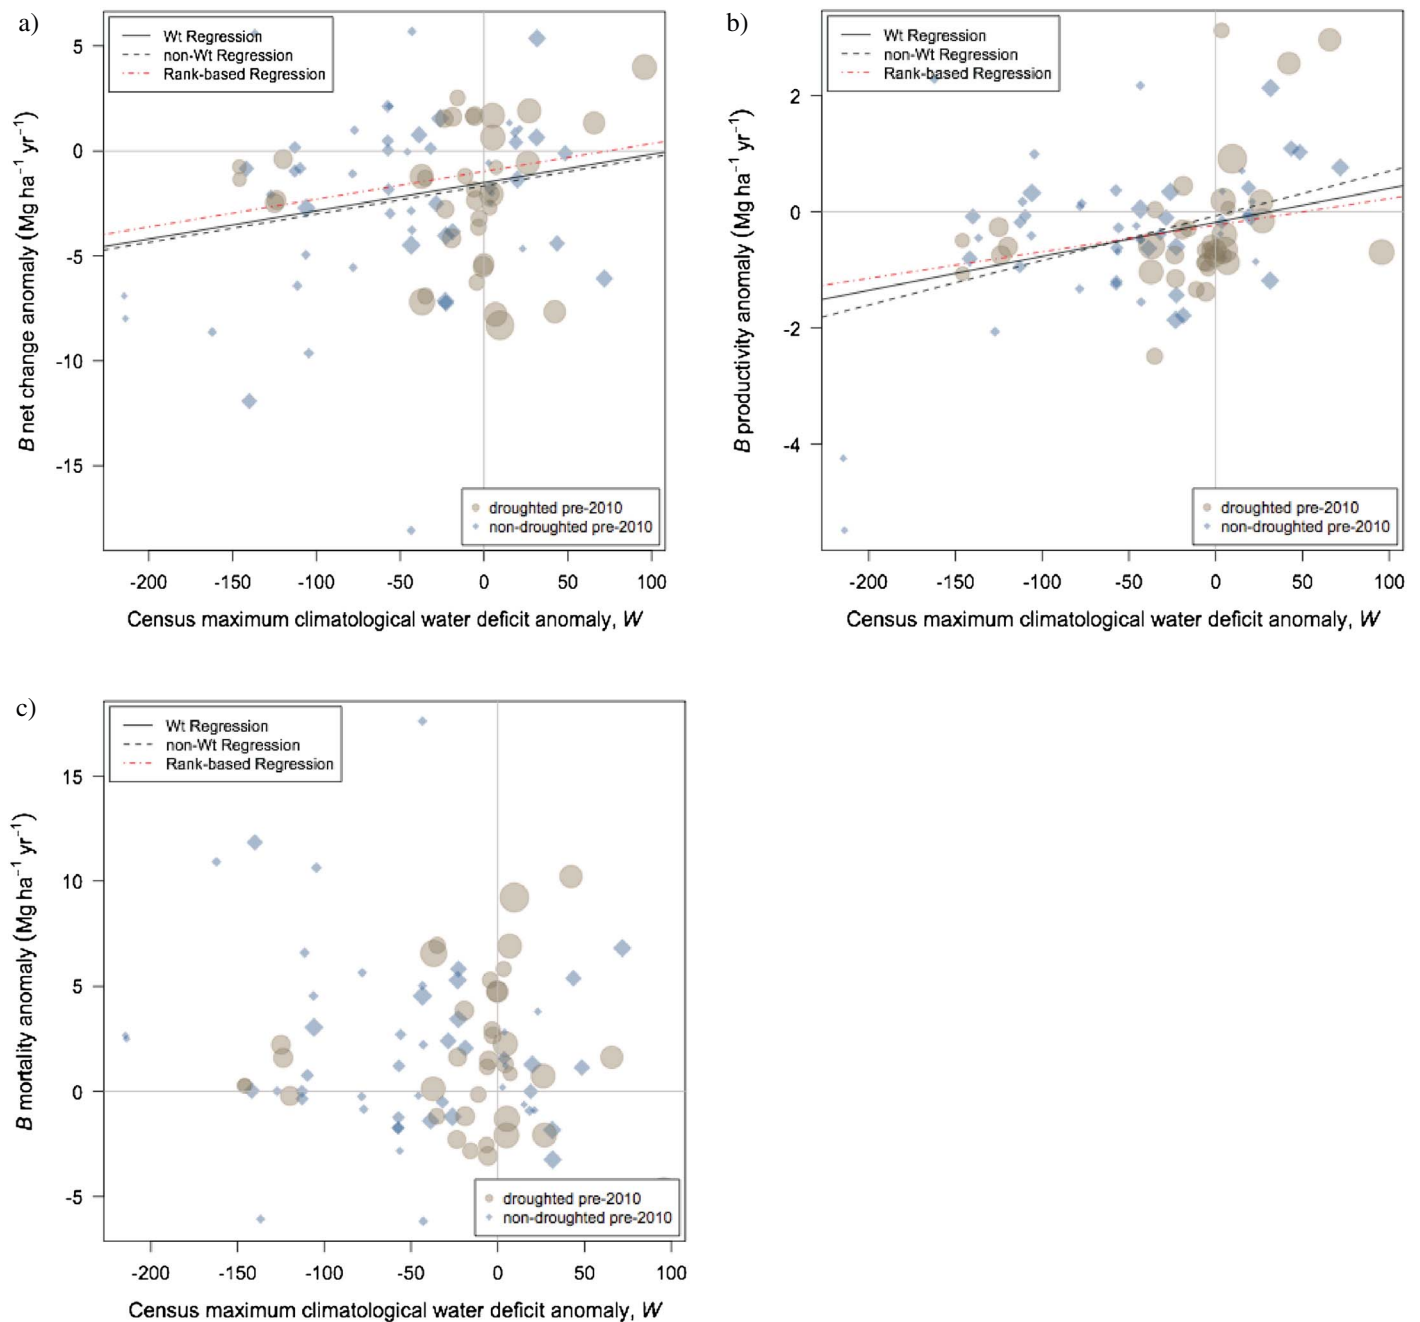 a)
Wt Regression
non-Wt Regression
Rank-based Regression
5
0
-5
-10
-15
B net change anomaly (Mg ha⁻¹ yr⁻¹)
droughted pre-2010
non-droughted pre-2010
-200 -150 -100 -50 0 50 100
Census maximum climatological water deficit anomaly, W
b)
Wt Regression
non-Wt Regression
Rank-based Regression
2
0
-2
-4
B productivity anomaly (Mg ha⁻¹ yr⁻¹)
droughted pre-2010
non-droughted pre-2010
-200 -150 -100 -50 0 50 100
Census maximum climatological water deficit anomaly, W
c)
Wt Regression
non-Wt Regression
Rank-based Regression
15
10
5
0
-5
B mortality anomaly (Mg ha⁻¹ yr⁻¹)
droughted pre-2010
non-droughted pre-2010
-200 -150 -100 -50 0 50 100
Census maximum climatological water deficit anomaly, W